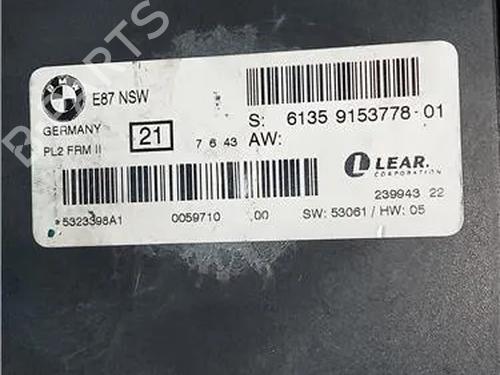 BMW
E87 NSW
S: 6135 9153778-01
GERMANY
21
7 6 43
AW:
PL2 FRM II
LEAR.
CORPORATION
239943 22
*5323398A1
0059710
00
SW: 53061 / HW: 05